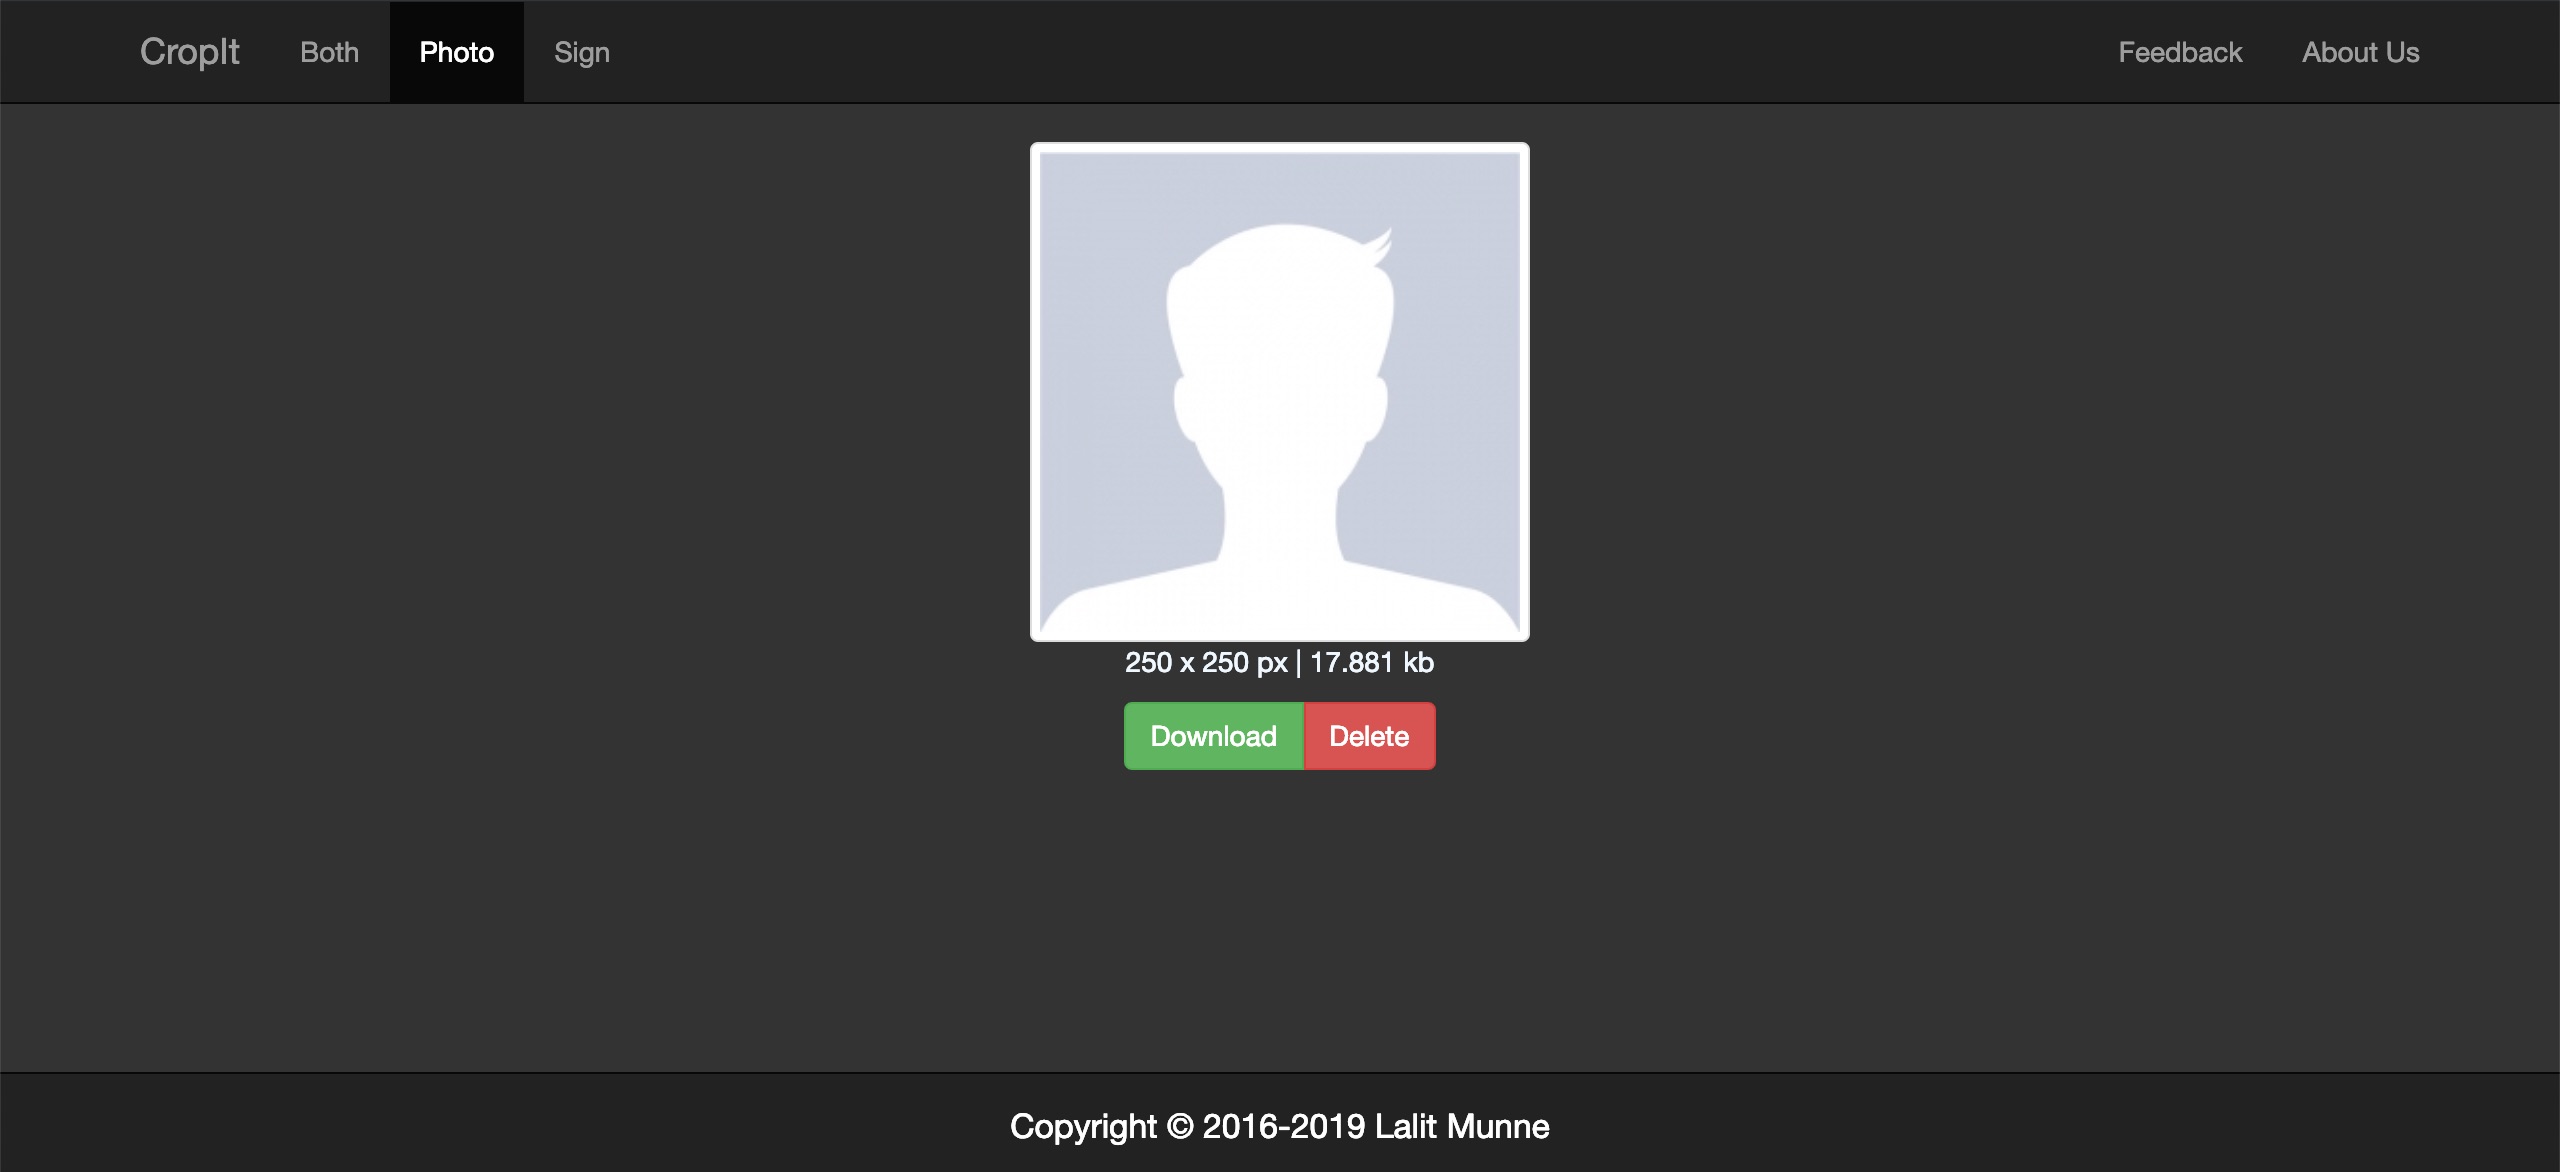 CropIt Both Photo Sign Feedback About Us
250 x 250 px | 17.881 kb
Download Delete
Copyright © 2016-2019 Lalit Munne